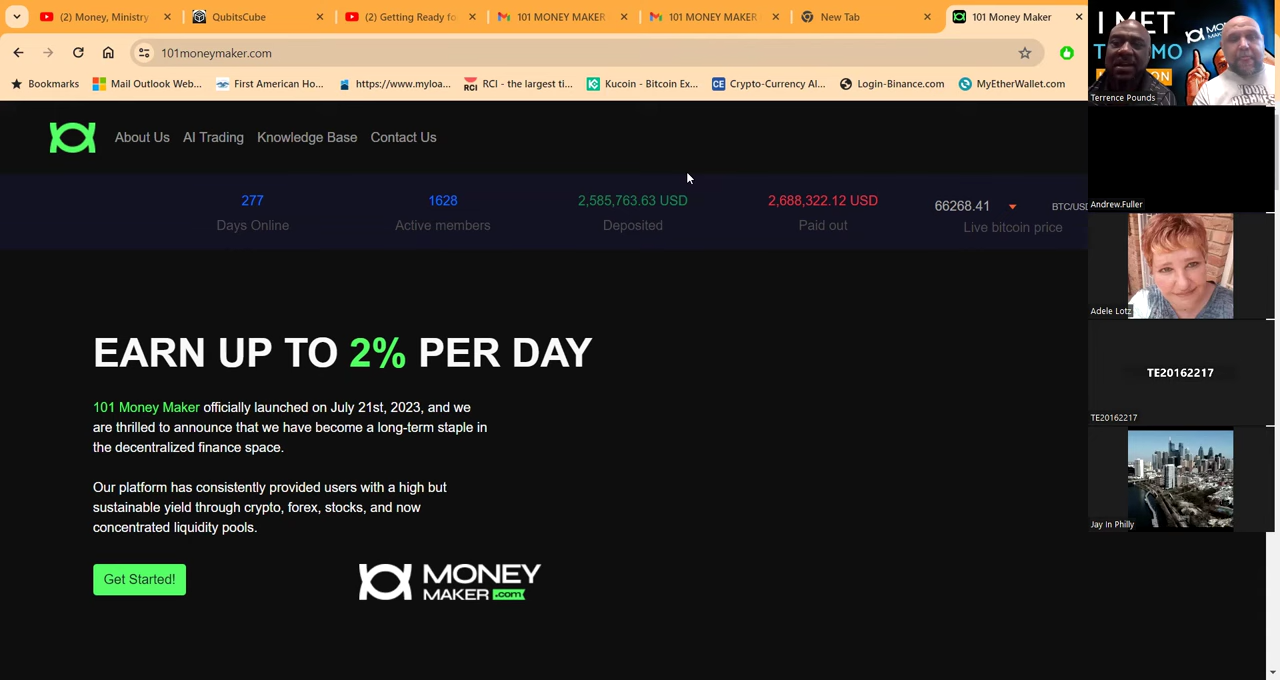 (2) Money, Ministry
QubitsCube
(2) Getting Ready fo
101 MONEY MAKER
101 MONEY MAKER
New Tab
101 Money Maker
101moneymaker.com
Bookmarks
Mail Outlook Web...
First American Ho...
https://www.myloa...
RCI - the largest ti...
Kucoin - Bitcoin Ex...
Crypto-Currency AI...
Login-Binance.com
MyEtherWallet.com
I MET
Terrence Pounds
About Us
AI Trading
Knowledge Base
Contact Us
277
1628
2,585,763.63 USD
2,688,322.12 USD
66268.41
BTC/USD
Days Online
Active members
Deposited
Paid out
Live bitcoin price
Andrew.Fuller
Adele Lotz
EARN UP TO 2% PER DAY
101 Money Maker officially launched on July 21st, 2023, and we
are thrilled to announce that we have become a long-term staple in
the decentralized finance space.
Our platform has consistently provided users with a high but
sustainable yield through crypto, forex, stocks, and now
concentrated liquidity pools.
Get Started!
MONEY
MAKER .com
TE20162217
TE20162217
Jay In Philly